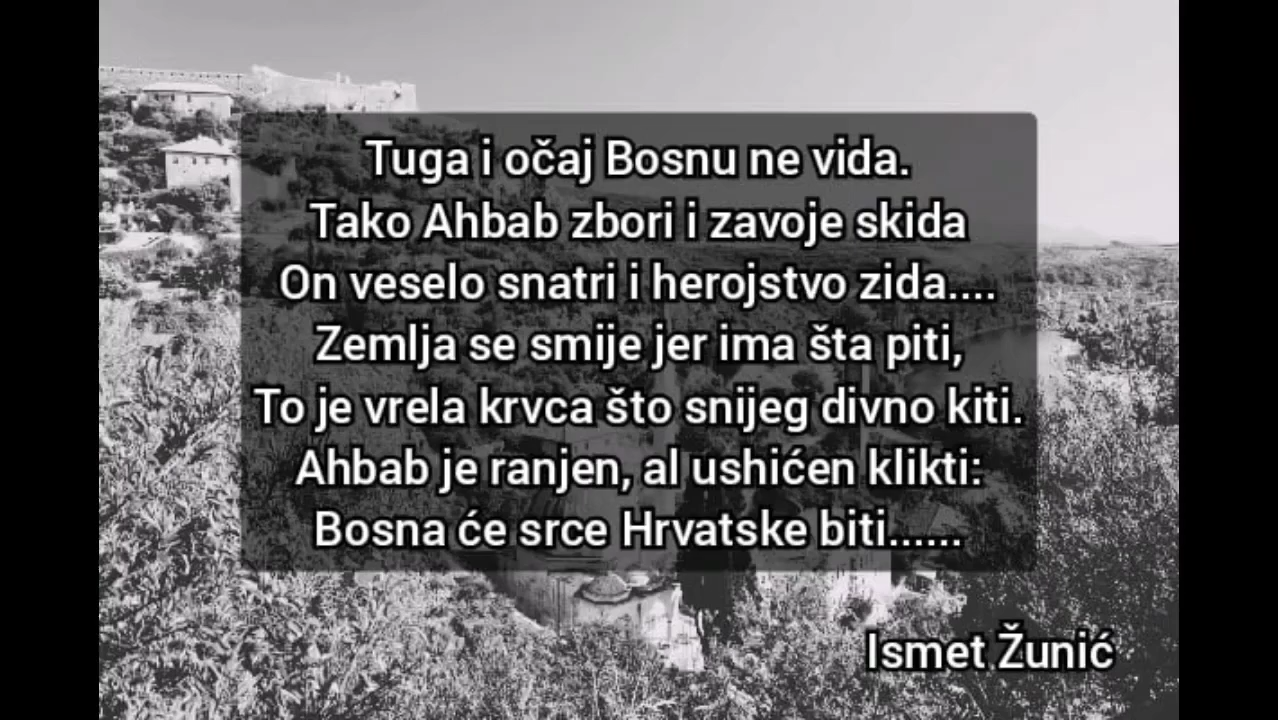 Tuga i očaj Bosnu ne vida.
Tako Ahbab zbori i zavoje skida
On veselo snatri i herojstvo zida....
Zemlja se smije jer ima šta piti,
To je vrela krvca što snijeg divno kiti.
Ahbab je ranjen, al ushićen klikti:
Bosna će srce Hrvatske biti......
Ismet Žunić